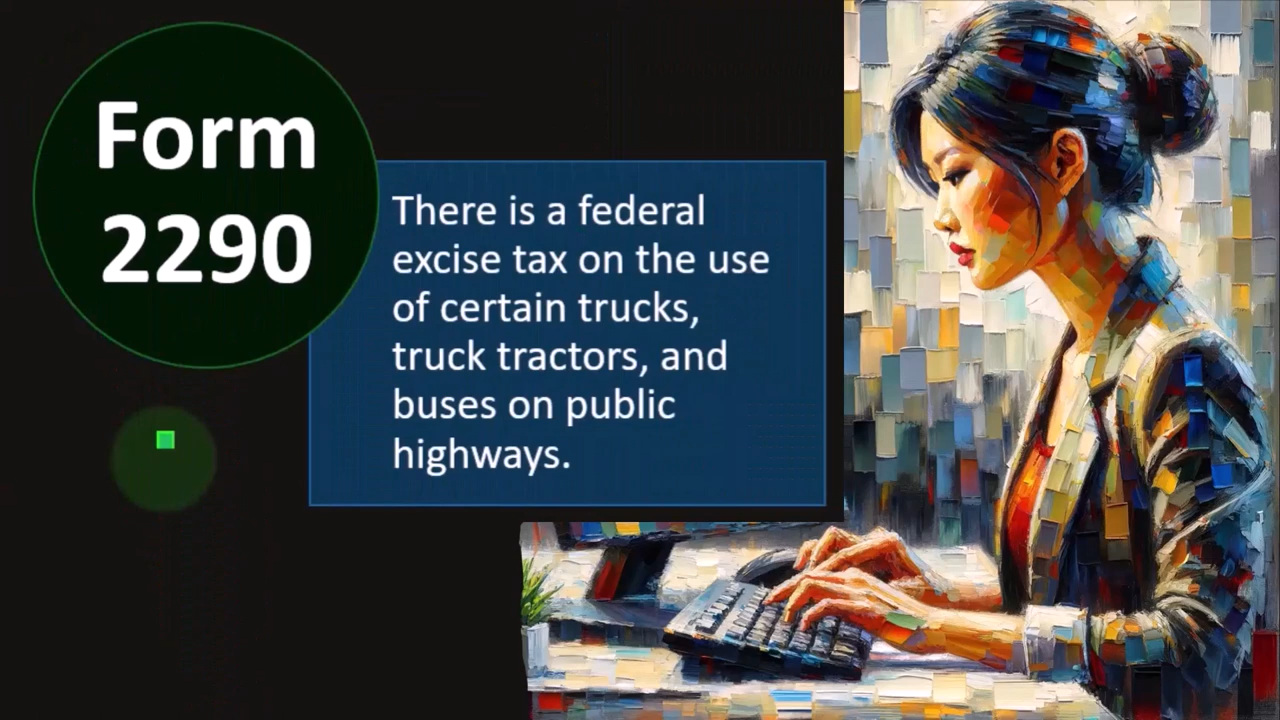 Form
2290
There is a federal
excise tax on the use
of certain trucks,
truck tractors, and
buses on public
highways.